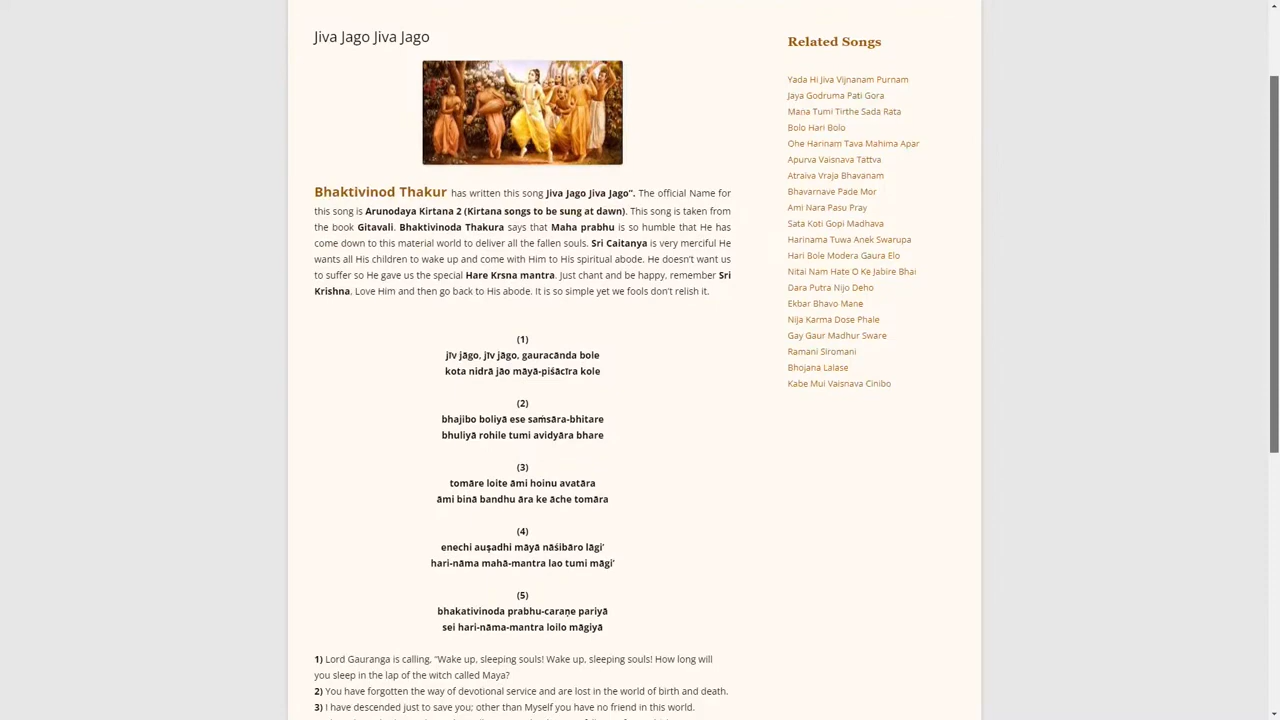 Jiva Jago Jiva Jago
Bhaktivinod Thakur has written this song Jiva Jago Jiva Jago”. The official Name for
this song is Arunodaya Kirtana 2 (Kirtana songs to be sung at dawn). This song is taken from
the book Gitavali. Bhaktivinoda Thakura says that Maha prabhu is so humble that He has
come down to this material world to deliver all the fallen souls. Sri Caitanya is very merciful He
wants all His children to wake up and come with Him to His spiritual abode. He doesn’t want us
to suffer so He gave us the special Hare Krsna mantra. Just chant and be happy, remember Sri
Krishna, Love Him and then go back to His abode. It is so simple yet we fools don’t relish it.
(1)
jīv jāgo, jīv jāgo, gauracānda bole
kota nidrā jāo māyā-piśācīra kole
(2)
bhajibo boliyā ese saṁsāra-bhitare
bhuliyā rohile tumi avidyāra bhare
(3)
tomāre loite āmi hoinu avatāra
āmi binā bandhu āra ke āche tomāra
(4)
enechi auṣadhi māyā nāśibāro lāgi’
hari-nāma mahā-mantra lao tumi māgi’
(5)
bhakativinoda prabhu-caraṇe pariyā
sei hari-nāma-mantra loilo māgiyā
1) Lord Gauranga is calling, “Wake up, sleeping souls! Wake up, sleeping souls! How long will
you sleep in the lap of the witch called Maya?
2) You have forgotten the way of devotional service and are lost in the world of birth and death.
3) I have descended just to save you; other than Myself you have no friend in this world.
Related Songs
Yada Hi Jiva Vijnanam Purnam
Jaya Godruma Pati Gora
Mana Tumi Tirthe Sada Rata
Bolo Hari Bolo
Ohe Harinam Tava Mahima Apar
Apurva Vaisnava Tattva
Atraiva Vraja Bhavanam
Bhavarnave Pade Mor
Ami Nara Pasu Pray
Sata Koti Gopi Madhava
Harinama Tuwa Anek Swarupa
Hari Bole Modera Gaura Elo
Nitai Nam Hate O Ke Jabire Bhai
Dara Putra Nijo Deho
Ekbar Bhavo Mane
Nija Karma Dose Phale
Gay Gaur Madhur Sware
Ramani Siromani
Bhojana Lalase
Kabe Mui Vaisnava Cinibo